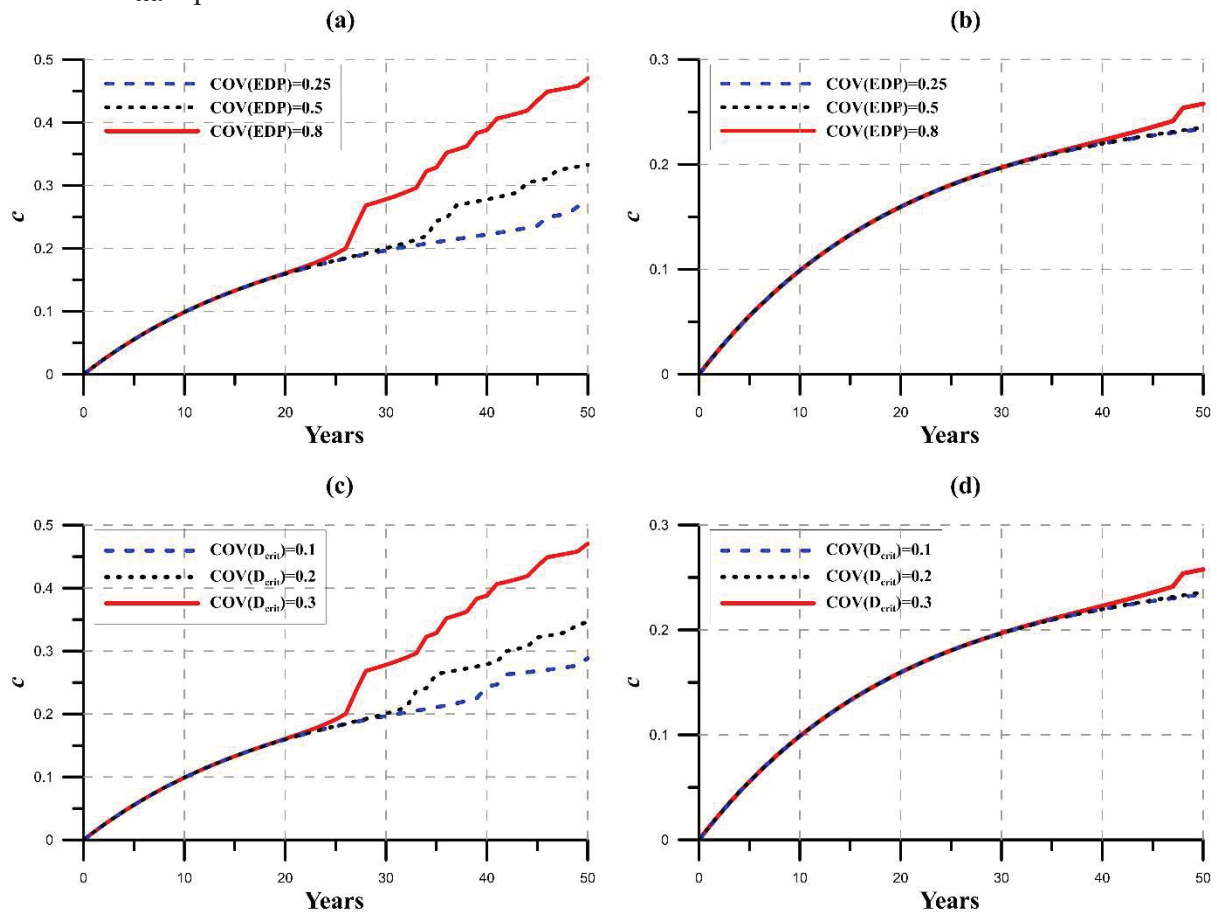 (a)
0.5
0.4
0.3
0.2
0.1
0
c
COV(EDP)=0.25
COV(EDP)=0.5
COV(EDP)=0.8
0 10 20 30 40 50
Years
(b)
0.3
0.2
0.1
0
c
COV(EDP)=0.25
COV(EDP)=0.5
COV(EDP)=0.8
0 10 20 30 40 50
Years
(c)
0.5
0.4
0.3
0.2
0.1
0
c
COV(Dcrit)=0.1
COV(Dcrit)=0.2
COV(Dcrit)=0.3
0 10 20 30 40 50
Years
(d)
0.3
0.2
0.1
0
c
COV(Dcrit)=0.1
COV(Dcrit)=0.2
COV(Dcrit)=0.3
0 10 20 30 40 50
Years